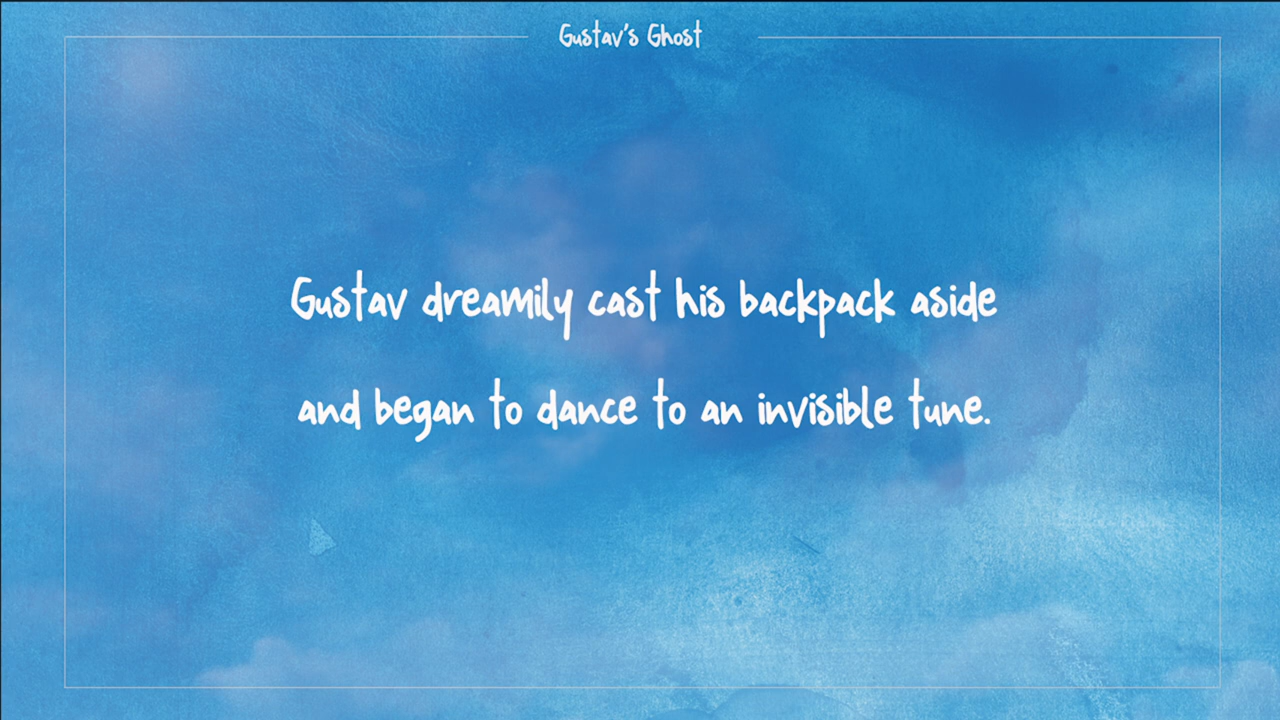 Gustav's Ghost
Gustav dreamily cast his backpack aside
and began to dance to an invisible tune.